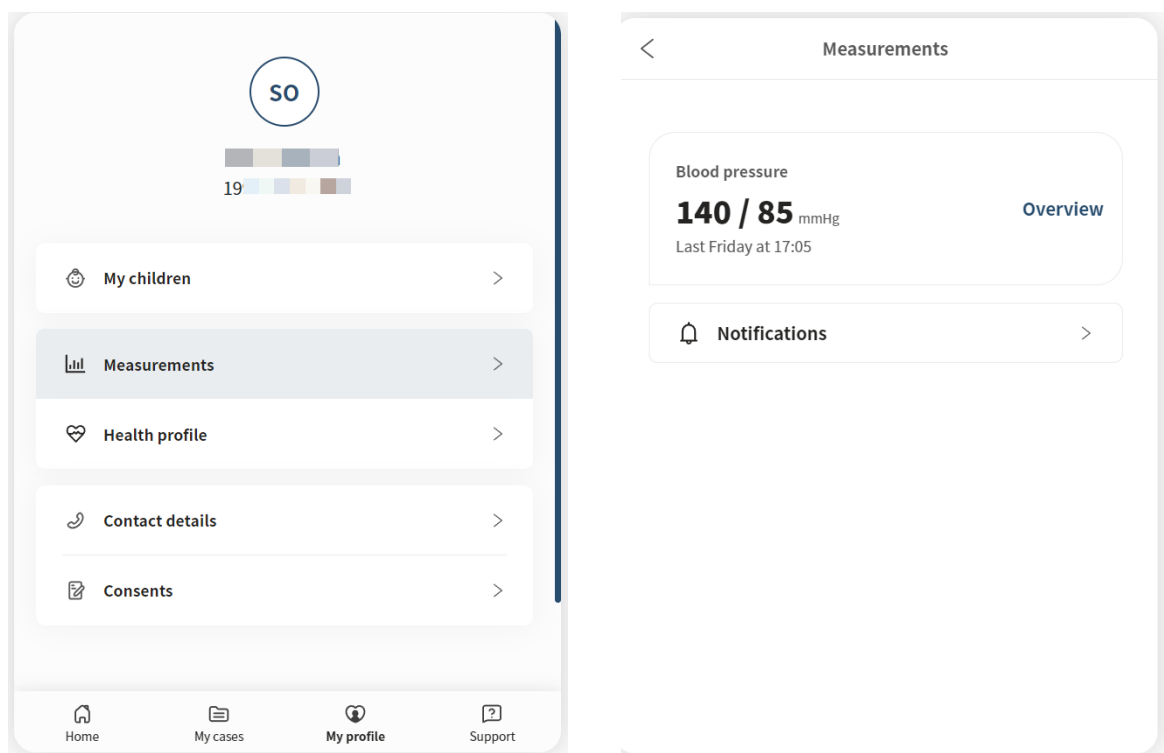 SO
19
My children
Measurements
Health profile
Contact details
Consents
Home
My cases
My profile
Support
Measurements
Blood pressure
140 / 85 mmHg
Overview
Last Friday at 17:05
Notifications